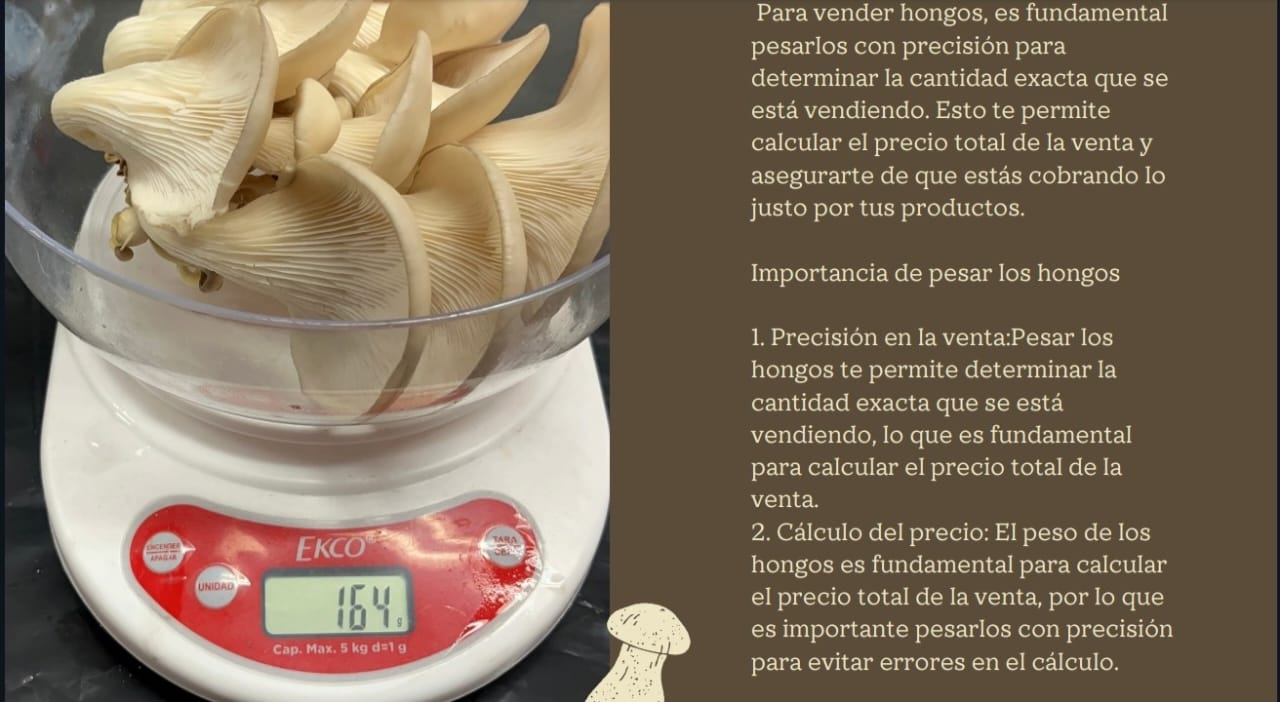 Para vender hongos, es fundamental
pesarlos con precisión para
determinar la cantidad exacta que se
está vendiendo. Esto te permite
calcular el precio total de la venta y
asegurarte de que estás cobrando lo
justo por tus productos.
Importancia de pesar los hongos
1. Precisión en la venta:Pesar los
hongos te permite determinar la
cantidad exacta que se está
vendiendo, lo que es fundamental
para calcular el precio total de la
venta.
2. Cálculo del precio: El peso de los
hongos es fundamental para calcular
el precio total de la venta, por lo que
es importante pesarlos con precisión
para evitar errores en el cálculo.
EKCO
ENCENDER
APAGAR
TARA
UNIDAD
164 g
Cap. Max. 5 kg d=1 g